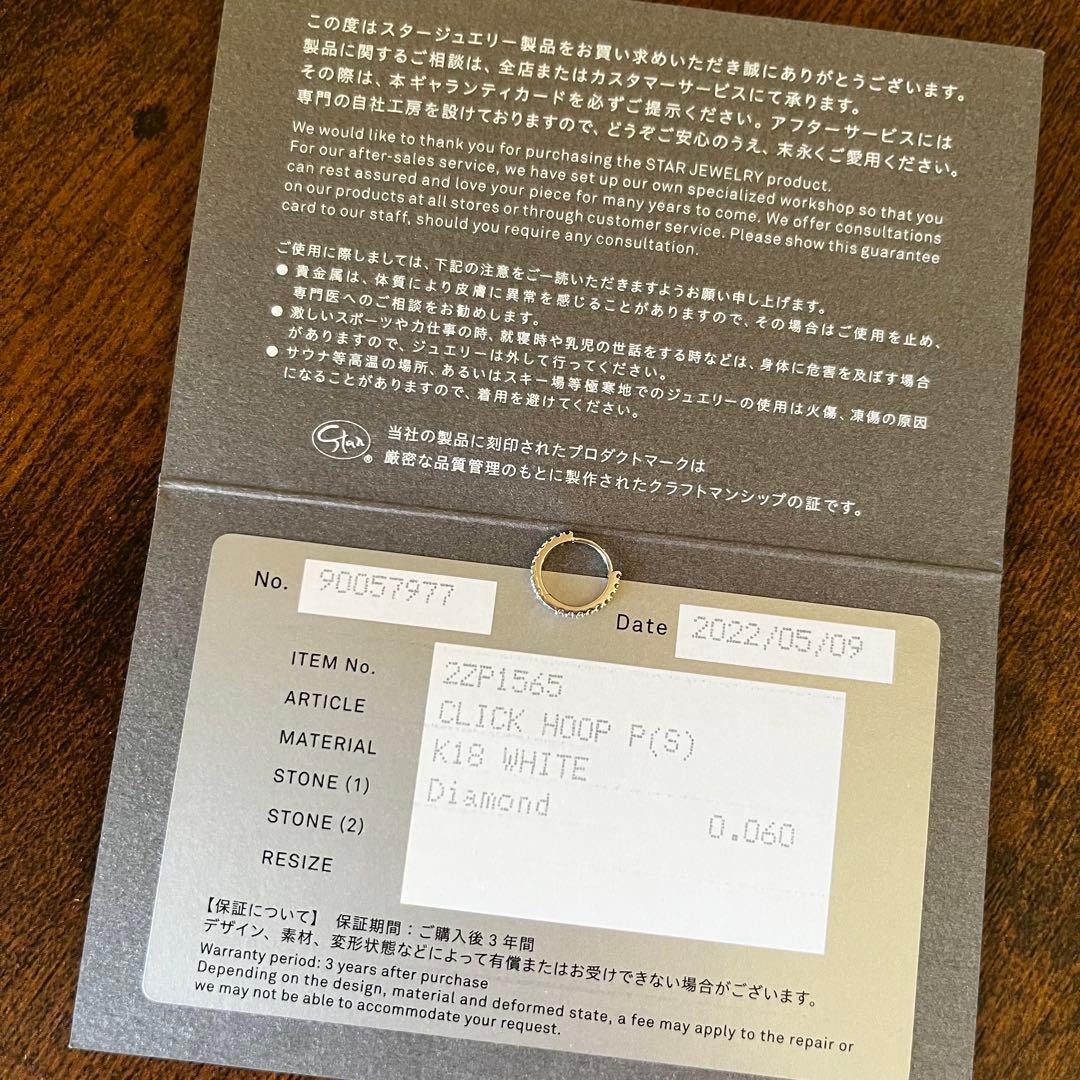 この度はスタージュエリー製品をお買い求めいただき誠にありがとうございます。
製品に関するご相談は、全店またはカスタマーサービスにて承ります。
その際は、本ギャランティカードを必ずご提示ください。アフターサービスには
専門の自社工房を設けておりますので、どうぞご安心のうえ、末永くご愛用ください。
We would like to thank you for purchasing the STAR JEWELRY product.
For our after-sales service, we have set up our own specialized workshop so that you
can rest assured and love your piece for many years to come. We offer consultations
on our products at all stores or through customer service. Please show this guarantee
card to our staff, should you require any consultation.
ご使用に際しましては、下記の注意をご一読いただきますようお願い申し上げます。
● 貴金属は、体質により皮膚に異常を感じることがありますので、その場合はご使用を止め、
専門医へのご相談をお勧めします。
● 激しいスポーツや力仕事の時、就寝時や乳児の世話をする時などは、身体に危害を及ぼす場合
がありますので、ジュエリーは外して行ってください。
● サウナ等高温の場所、あるいはスキー場等極寒地でのジュエリーの使用は火傷、凍傷の原因
になることがありますので、着用を避けてください。
Star ®
当社の製品に刻印されたプロダクトマークは
厳密な品質管理のもとに製作されたクラフトマンシップの証です。
No. 90057977 Date 2022/05/09
ITEM No. 2ZP1565
ARTICLE CLICK HOOP P(S)
MATERIAL K18 WHITE
STONE (1) Diamond 0.060
STONE (2)
RESIZE
【保証について】 保証期間：ご購入後3年間
デザイン、素材、変形状態などによって有償またはお受けできない場合がございます。
Warranty period: 3 years after purchase
Depending on the design, material and deformed state, a fee may apply to the repair or
we may not be able to accommodate your request.